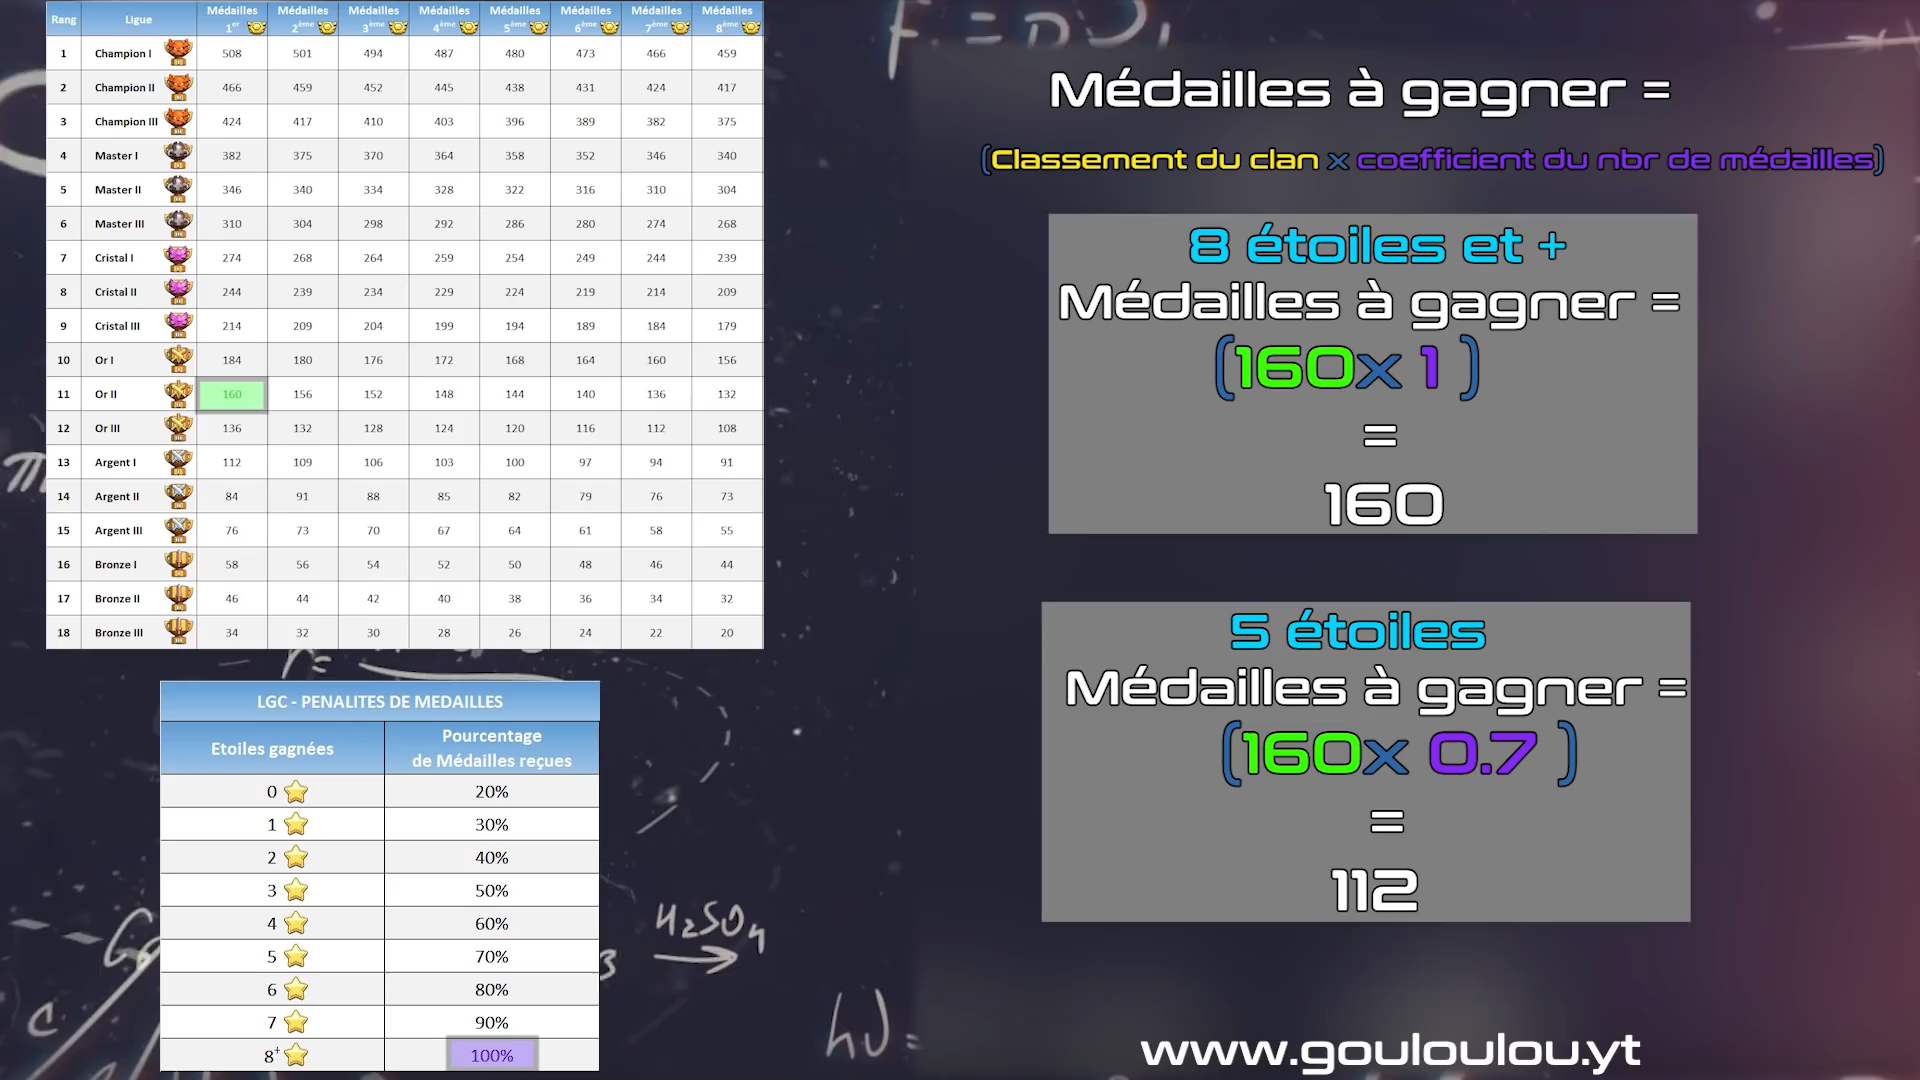 Rang Ligue Médailles 1er Médailles 2ème Médailles 3ème Médailles 4ème Médailles 5ème Médailles 6ème Médailles 7ème Médailles 8ème
1 Champion I 508 501 494 487 480 473 466 459
2 Champion II 466 459 452 445 438 431 424 417
3 Champion III 424 417 410 403 396 389 382 375
4 Master I 382 375 370 364 358 352 346 340
5 Master II 346 340 334 328 322 316 310 304
6 Master III 310 304 298 292 286 280 274 268
7 Cristal I 274 268 264 259 254 249 244 239
8 Cristal II 244 239 234 229 224 219 214 209
9 Cristal III 214 209 204 199 194 189 184 179
10 Or I 184 180 176 172 168 164 160 156
11 Or II 160 156 152 148 144 140 136 132
12 Or III 136 132 128 124 120 116 112 108
13 Argent I 112 109 106 103 100 97 94 91
14 Argent II 84 91 88 85 82 79 76 73
15 Argent III 76 73 70 67 64 61 58 55
16 Bronze I 58 56 54 52 50 48 46 44
17 Bronze II 46 44 42 40 38 36 34 32
18 Bronze III 34 32 30 28 26 24 22 20
LGC - PENALITES DE MEDAILLES
Etoiles gagnées Pourcentage de Médailles reçues
0 20%
1 30%
2 40%
3 50%
4 60%
5 70%
6 80%
7 90%
8+ 100%
Médailles à gagner =
(Classement du clan x coefficient du nbr de médailles)
8 étoiles et +
Médailles à gagner =
(160x 1 )
=
160
5 étoiles
Médailles à gagner =
(160x 0.7 )
=
112
H2SO4
www.gouloulou.yt